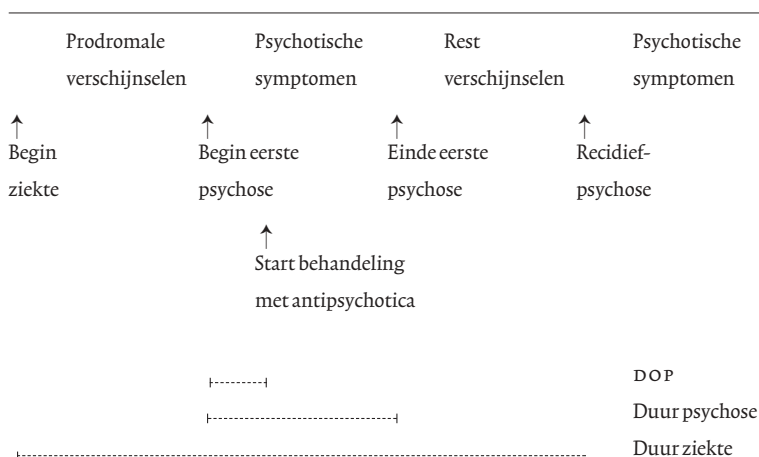 Prodromale Psychotische Rest Psychotische
verschijnselen symptomen verschijnselen symptomen
Begin Begin eerste Einde eerste Recidief-
ziekte psychose psychose psychose
Start behandeling
met antipsychotica
DOP
Duur psychose
Duur ziekte